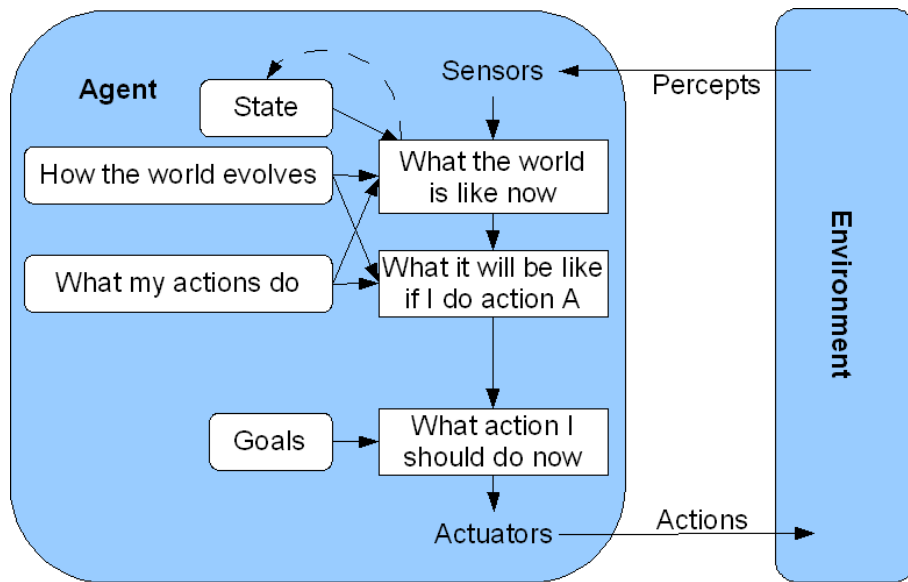 Agent
Sensors
Percepts
State
What the world
is like now
How the world evolves
What my actions do
What it will be like
if I do action A
Environment
Goals
What action I
should do now
Actuators
Actions